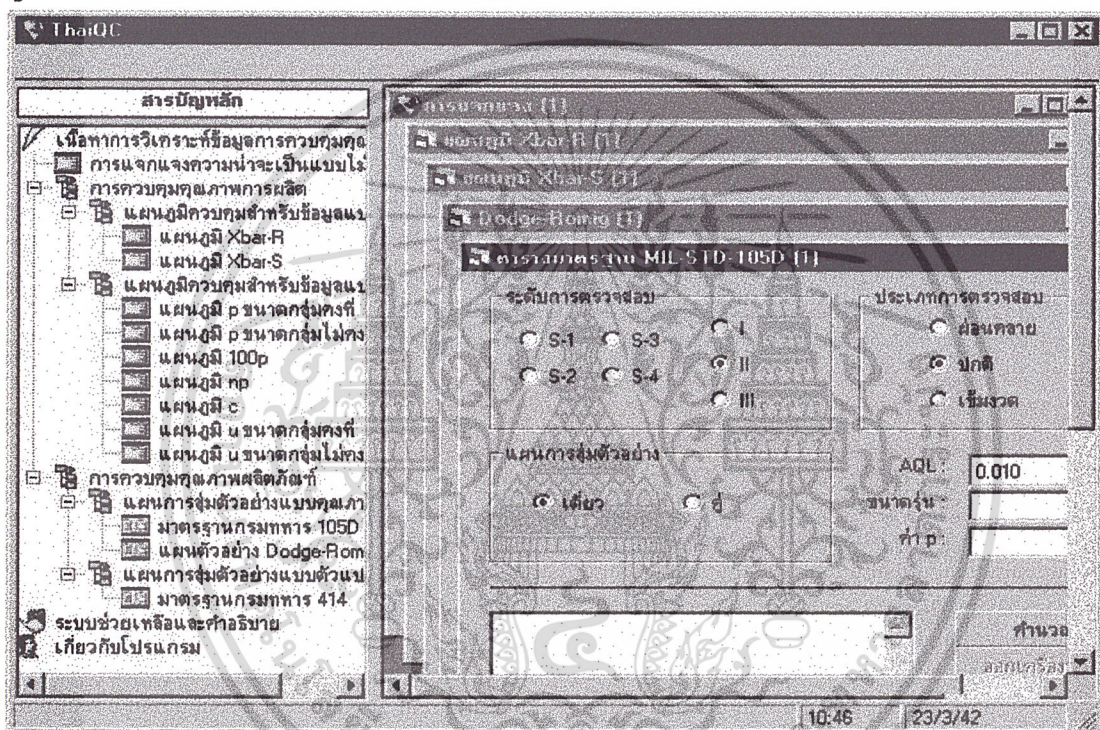 ThaiQC
สารบัญหลัก
เนื้อหาการวิเคราะห์ข้อมูลการควบคุมคุณ
การแจกแจงความน่าจะเป็นแบบไม่
การควบคุมคุณภาพการผลิต
แผนภูมิควบคุมสำหรับข้อมูลแบ
แผนภูมิ Xbar-R
แผนภูมิ Xbar-S
แผนภูมิควบคุมสำหรับข้อมูลแบ
แผนภูมิ p ขนาดกลุ่มคงที่
แผนภูมิ p ขนาดกลุ่มไม่คง
แผนภูมิ 100p
แผนภูมิ np
แผนภูมิ c
แผนภูมิ u ขนาดกลุ่มคงที่
แผนภูมิ u ขนาดกลุ่มไม่คง
การควบคุมคุณภาพผลิตภัณฑ์
แผนการสุ่มตัวอย่างแบบคุณภา
มาตรฐานกรมทหาร 105D
แผนตัวอย่าง Dodge-Rom
แผนการสุ่มตัวอย่างแบบตัวแป
มาตรฐานกรมทหาร 414
ระบบช่วยเหลือและคำอธิบาย
เกี่ยวกับโปรแกรม
การแจกแจง [1]
แผนภูมิ Xbar-R [1]
แผนภูมิ Xbar-S [1]
Dodge-Romig [1]
ตารางมาตรฐาน MIL-STD-105D [1]
ระดับการตรวจสอบ
S-1 S-3 I
S-2 S-4 II
III
ประเภทการตรวจสอบ
ผ่อนคลาย
ปกติ
เข้มงวด
แผนการสุ่มตัวอย่าง
เดี่ยว คู่
AQL : 0.010
ขนาดรุ่น :
ค่า p :
คำนวณ
ออกเครื่อง
10:46 23/3/42